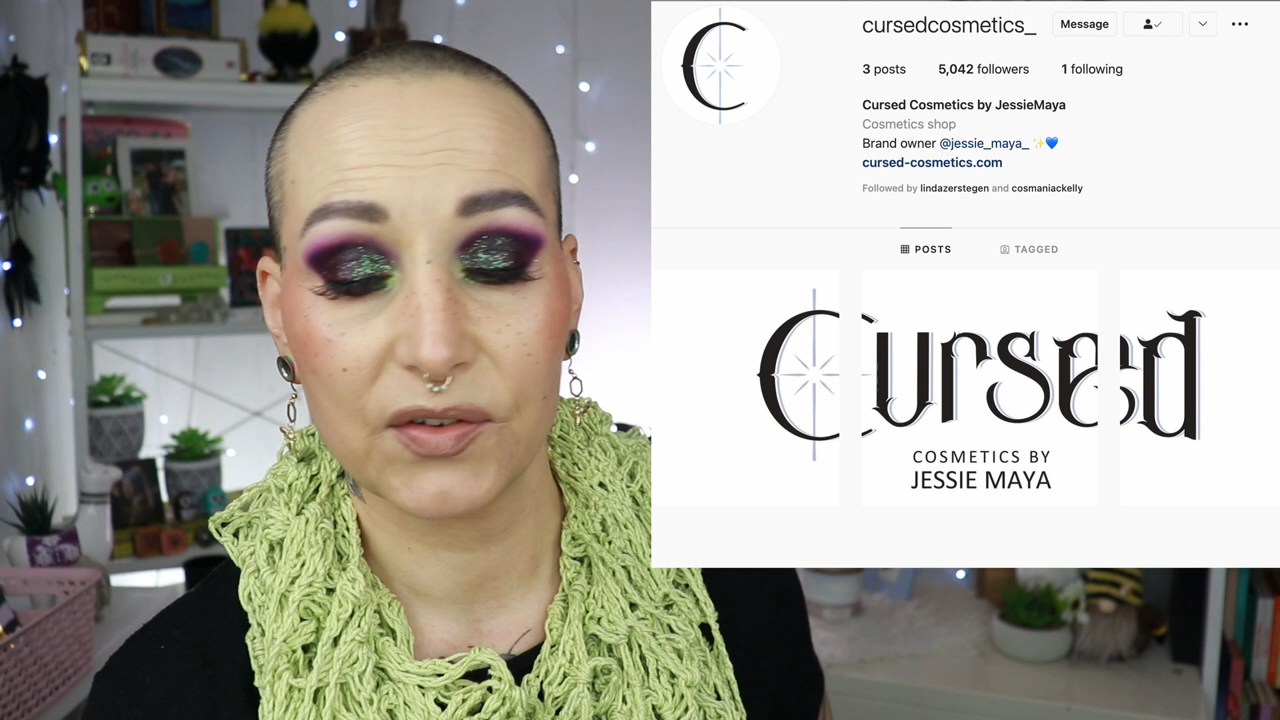 cursedcosmetics_ Message
3 posts 5,042 followers 1 following
Cursed Cosmetics by JessieMaya
Cosmetics shop
Brand owner @jessie_maya_ ✨💙
cursed-cosmetics.com
Followed by lindazerstegen and cosmaniackelly
POSTS TAGGED
Cursed
COSMETICS BY
JESSIE MAYA